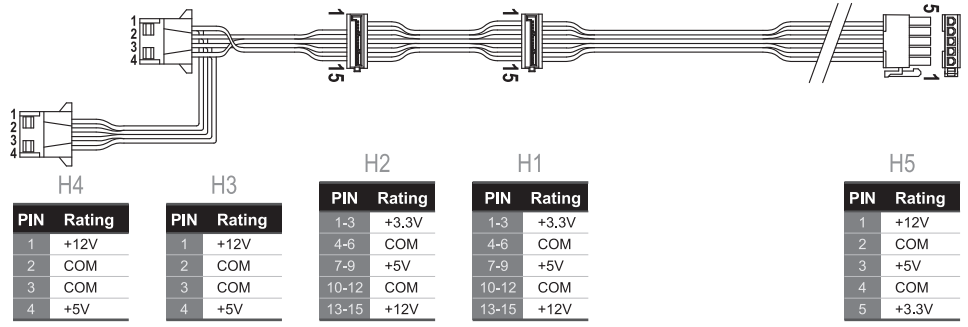 1
2
3
4
1
15
1
15
5
1
1
2
3
4
H4
PIN Rating
1 +12V
2 COM
3 COM
4 +5V
H3
PIN Rating
1 +12V
2 COM
3 COM
4 +5V
H2
PIN Rating
1-3 +3.3V
4-6 COM
7-9 +5V
10-12 COM
13-15 +12V
H1
PIN Rating
1-3 +3.3V
4-6 COM
7-9 +5V
10-12 COM
13-15 +12V
H5
PIN Rating
1 +12V
2 COM
3 +5V
4 COM
5 +3.3V